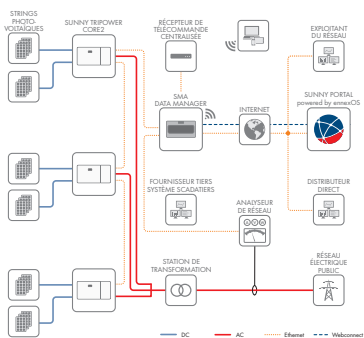 STRINGS
PHOTO-
VOLTAÏQUES
SUNNY TRIPOWER
CORE2
RÉCEPTEUR DE
TÉLÉCOMMANDE
CENTRALISÉE
EXPLOITANT
DU RÉSEAU
SMA
DATA MANAGER
INTERNET
SUNNY PORTAL
powered by ennexOS
FOURNISSEUR TIERS
SYSTÈME SCADATIERS
ANALYSEUR
DE RÉSEAU
DISTRIBUTEUR
DIRECT
STATION DE
TRANSFORMATION
RÉSEAU
ÉLECTRIQUE
PUBLIC
DC
AC
Ethernet
Webconnect